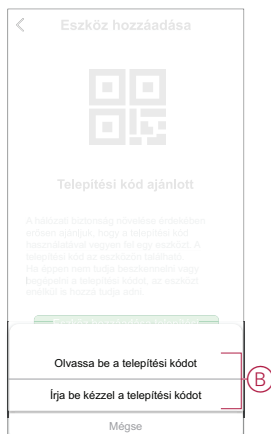 Eszköz hozzáadása
Telepítési kód ajánlott
A hálózati biztonság növelése érdekében
erősen ajánljuk, hogy a telepítési kód
használatával vegyen fel egy eszközt. A
telepítési kód az eszközön található.
Ha éppen nem tudja beszkennelni vagy
begépelni a telepítési kódot, az eszközt
enélkül is hozzá tudja adni.
Olvassa be a telepítési kódot
Írja be kézzel a telepítési kódot
B
Mégse